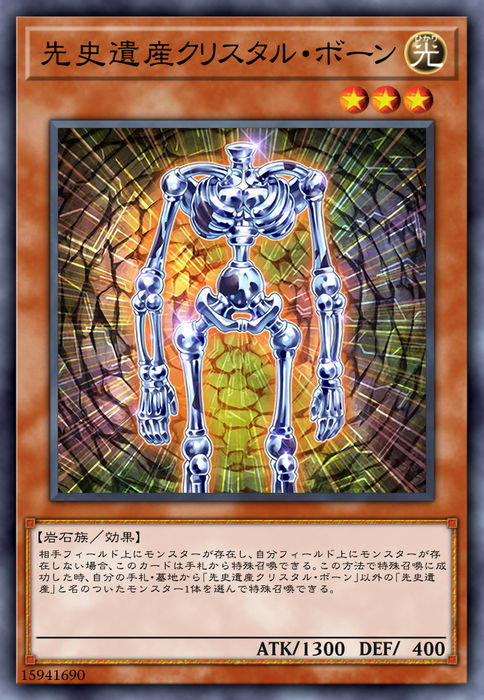 先史遺産クリスタル・ボーン
ひかり
光
【岩石族／効果】
相手フィールド上にモンスターが存在し、自分フィールド上にモンスターが存
在しない場合、このカードは手札から特殊召喚できる。この方法で特殊召喚に
成功した時、自分の手札・墓地から「先史遺産クリスタル・ボーン」以外の「先史遺
産」と名のついたモンスター1体を選んで特殊召喚できる。
ATK/1300 DEF/ 400
15941690